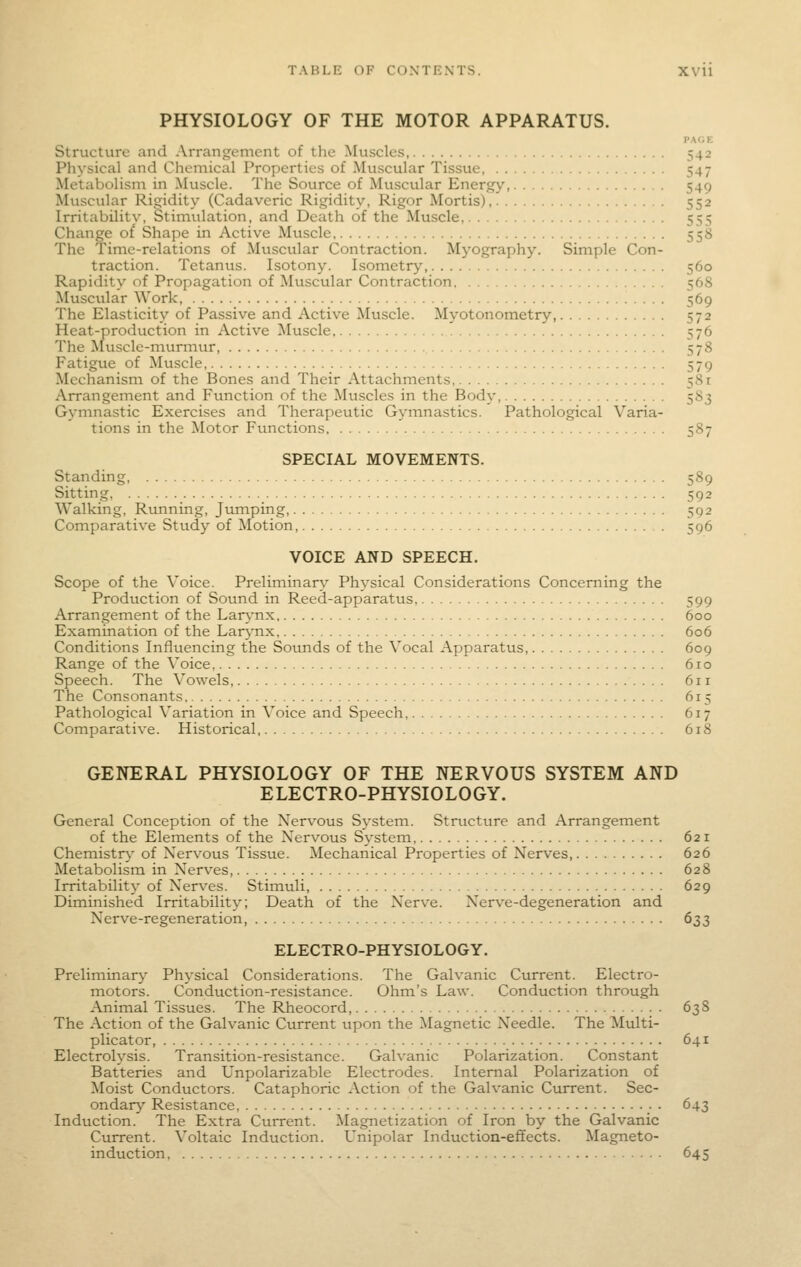 TABLE OF CONTENTS. xvii
PHYSIOLOGY OF THE MOTOR APPARATUS.
PAGE
Structure and Arrangement of the Muscles, 542
Physical and Chemical Properties of Muscular Tissue, 547
Metabolism in Muscle. The Source of Muscular Energy, 549
Muscular Rigidity (Cadaveric Rigidity, Rigor Mortis), 552
Irritability, Stimulation, and Death of the Muscle, 555
Change of Shape in Active Muscle, 558
The Time-relations of Muscular Contraction. Myography. Simple Con-
traction. Tetanus. Isotony. Isometry, 560
Rapidity of Propagation of Muscular Contraction, 568
Muscular Work, 569
The Elasticity of Passive and Active Muscle. Myotonometry, 572
Heat-production in Active Muscle, 576
The Muscle-murmur, 578
Fatigue of Muscle, 579
Mechanism of the Bones and Their Attachments, 581
Arrangement and Function of the Muscles in the Body, 583
Gymnastic Exercises and Therapeutic Gymnastics. Pathological Varia-
tions in the Motor Functions, 587
SPECIAL MOVEMENTS.
Standing, 589
Sitting, 592
Walking, Running, Jumping, 592
Comparative Study of Motion, 596
VOICE AND SPEECH.
Scope of the Voice. Preliminary Physical Considerations Concerning the
Production of Sound in Reed-apparatus, 599
Arrangement of the Larynx, 600
Examination of the Larynx, 606
Conditions Influencing the Sounds of the Vocal Apparatus, 609
Range of the Voice, 610
Speech. The Vowels, 611
The Consonants, 615
Pathological Variation in Voice and Speech, 617
Comparative. Historical, 618
GENERAL PHYSIOLOGY OF THE NERVOUS SYSTEM AND
ELECTRO-PHYSIOLOGY.
General Conception of the Nervous System. Structure and Arrangement
of the Elements of the Nervous System, 621
Chemistry of Nervous Tissue. Mechanical Properties of Nerves, 626
Metabolism in Nerves, 628
Irritability of Nerves. Stimuli, 629
Diminished Irritability; Death of the Nerve. Nerve-degeneration and
Nerve-regeneration, 633
ELECTRO-PHYSIOLOGY.
Preliminary Physical Considerations. The Galvanic Current. Electro-
motors. Conduction-resistance. Ohm's Law. Conduction through
Animal Tissues. The Rheocord, 638
The Action of the Galvanic Current upon the Magnetic Needle. The Multi-
plicator, 641
Electrolysis. Transition-resistance. Galvanic Polarization. Constant
Batteries and Unpolarizable Electrodes. Internal Polarization of
Moist Conductors. Cataphoric Action of the Galvanic Current. Sec-
ondary Resistance, 643
Induction. The Extra Current. Magnetization of Iron by the Galvanic
Current. Voltaic Induction. Unipolar Induction-effects. Magneto-
induction, 645